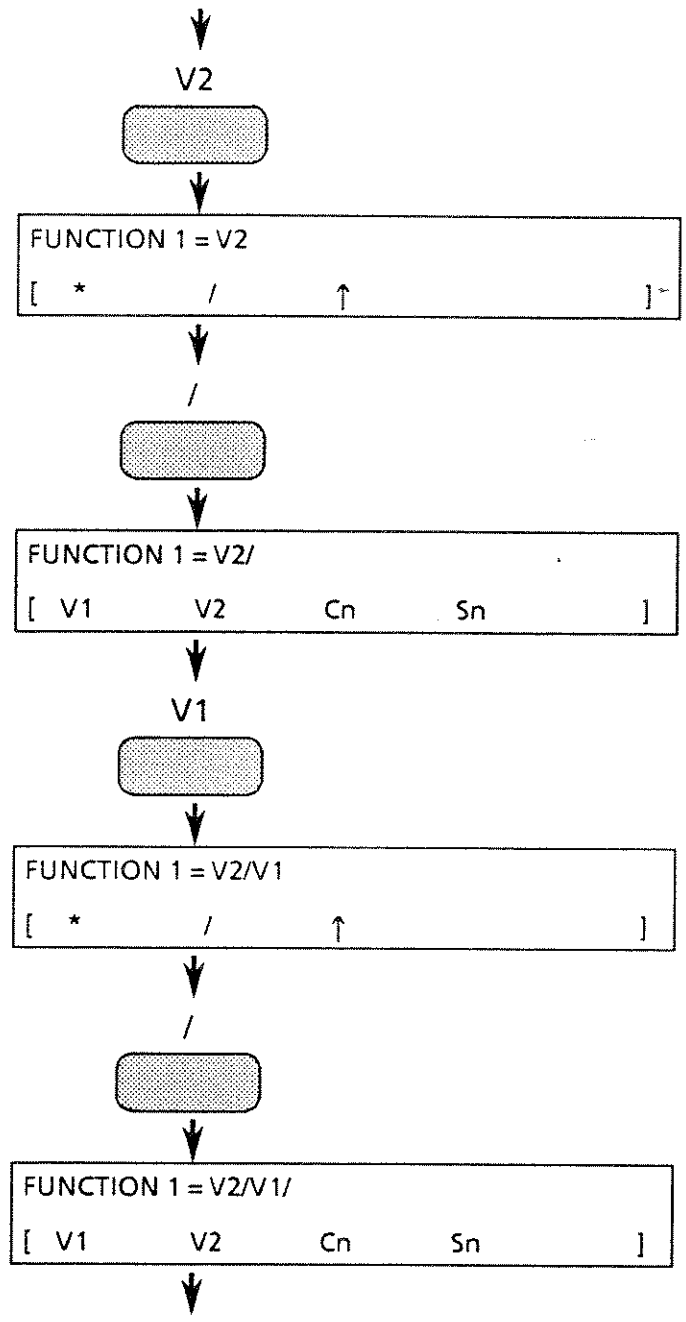 V2
FUNCTION 1 = V2
[ * / ↑ ]
/
FUNCTION 1 = V2/
[ V1 V2 Cn Sn ]
V1
FUNCTION 1 = V2/V1
[ * / ↑ ]
/
FUNCTION 1 = V2/V1/
[ V1 V2 Cn Sn ]